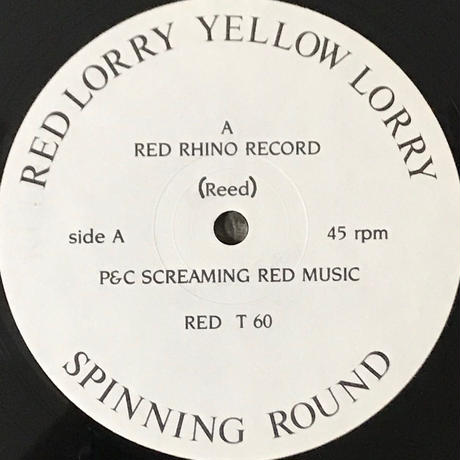 RED LORRY YELLOW LORRY
A
RED RHINO RECORD
(Reed)
side A 45 rpm
P&C SCREAMING RED MUSIC
RED T 60
SPINNING ROUND